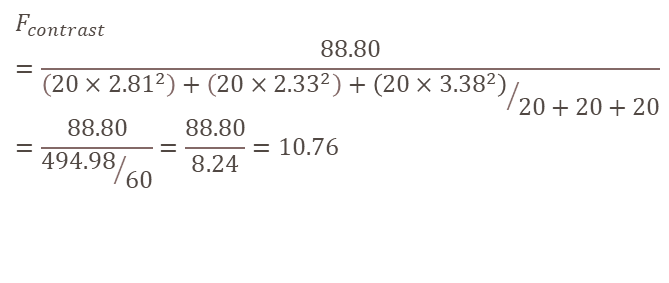 F_contrast
= 88.80 / (20 × 2.81²) + (20 × 2.33²) + (20 × 3.38²)/20 + 20 + 20
= 88.80 / 494.98/60 = 88.80 / 8.24 = 10.76